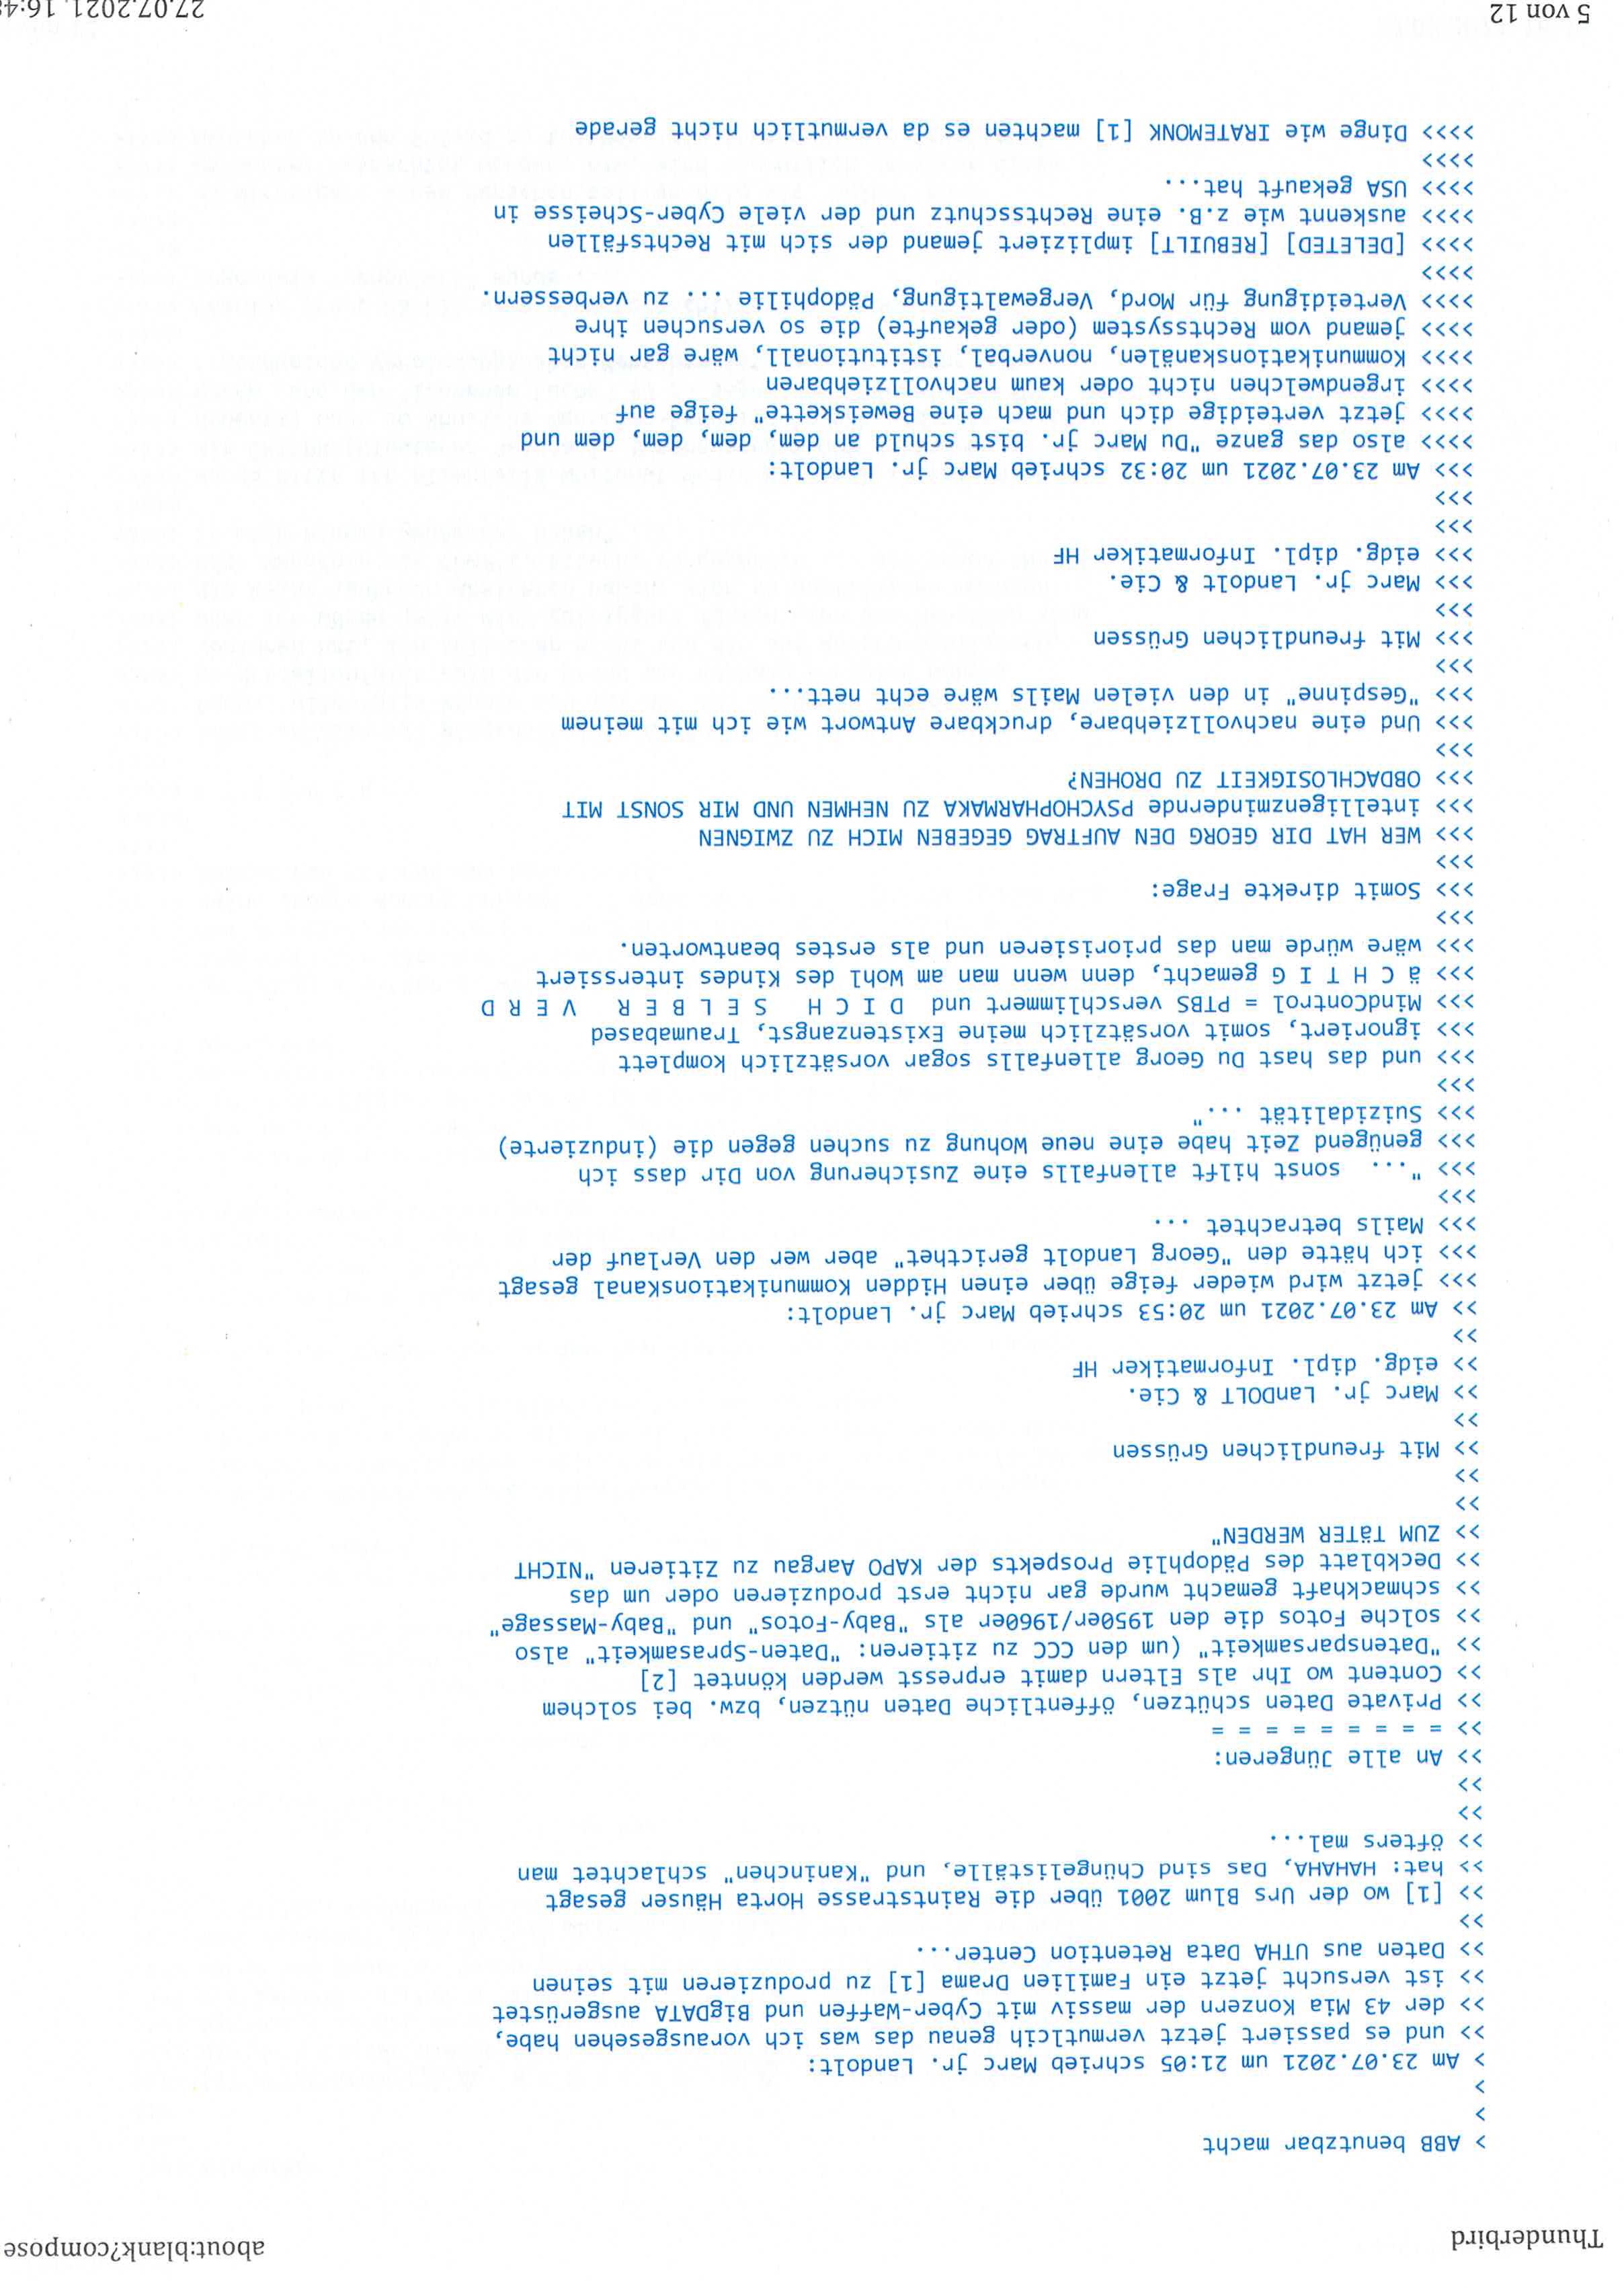 Thunderbird about:blank?compose
> ABB benutzbar macht
>
>
> Am 23.07.2021 um 21:05 schrieb Marc jr. Landolt:
>> und es passiert jetzt vermutlcih genau das was ich vorausgesehen habe,
>> der 43 Mia Konzern der massiv mit Cyber-Waffen und BigDATA ausgerüstet
>> ist versucht jetzt ein Familien Drama [1] zu produzieren mit seinen
>> Daten aus UTHA Data Retention Center...
>>
>> [1] wo der Urs Blum 2001 über die Raintstrasse Horta Häuser gesagt
>> hat: HAHAHA, Das sind Chüngeliställe, und "Kaninchen" schlachtet man
>> öfters mal...
>>
>>
>> An alle Jüngeren:
>> = = = = = = = = =
>> Private Daten schützen, öffentliche Daten nützen, bzw. bei solchem
>> Content wo Ihr als Eltern damit erpresst werden könntet [2]
>> "Datensparsamkeit" (um den CCC zu zitieren: "Daten-Sprasamkeit" also
>> solche Fotos die den 1950er/1960er als "Baby-Fotos" und "Baby-Massage"
>> schmackhaft gemacht wurde gar nicht erst produzieren oder um das
>> Deckblatt des Pädophlie Prospekts der KAPO Aargau zu Zitieren "NICHT
>> ZUM TäTER WERDEN"
>>
>>
>> Mit freundlichen Grüssen
>>
>> Marc jr. LanDOLT & Cie.
>> eidg. dipl. Informatiker HF
>>
>> Am 23.07.2021 um 20:53 schrieb Marc jr. Landolt:
>>> jetzt wird wieder feige über einen Hidden KommunikationsKanal gesagt
>>> ich hätte den "Georg Landolt gericthet" aber wer den Verlauf der
>>> Mails betrachtet ...
>>>
>>> "... sonst hilft allenfalls eine Zusicherung von Dir dass ich
>>> genügend Zeit habe eine neue Wohung zu suchen gegen die (induzierte)
>>> Suizidalität ..."
>>>
>>> und das hast Du Georg allenfalls sogar vorsätzlich komplett
>>> ignoriert, somit vorsätzlich meine Existenzangst, Traumabased
>>> MindControl = PTBS verschlimmert und D I C H S E L B E R V E R D
>>> ä C H T I G gemacht, denn wenn man am Wohl des Kindes interssiert
>>> wäre würde man das priorisieren und als erstes beantworten.
>>>
>>> Somit direkte Frage:
>>>
>>> WER HAT DIR GEORG DEN AUFTRAG GEGEBEN MICH ZU ZWIGNEN
>>> intelligenzmindernde PSYCHOPHARMAKA ZU NEHMEN UND MIR SONST MIT
>>> OBDACHLOSIGKEIT ZU DROHEN?
>>>
>>> Und eine nachvollziehbare, druckbare Antwort wie ich mit meinem
>>> "Gespinne" in den vielen Mails wäre echt nett...
>>>
>>> Mit freundlichen Grüssen
>>>
>>> Marc jr. Landolt & Cie.
>>> eidg. dipl. Informatiker HF
>>>
>>>
>>> Am 23.07.2021 um 20:32 schrieb Marc jr. Landolt:
>>>> also das ganze "Du Marc jr. bist schuld an dem, dem, dem, dem und
>>>> jetzt verteidige dich und mach eine Beweiskette" feige auf
>>>> irgendwelchen nicht oder kaum nachvollziehbaren
>>>> Kommunikationskanälen, nonverbal, istitutionall, wäre gar nicht
>>>> jemand vom Rechtssystem (oder gekaufte) die so versuchen ihre
>>>> Verteidigung für Mord, Vergewaltigung, Pädophilie ... zu verbessern.
>>>>
>>>> [DELETED] [REBUILT] impliziert jemand der sich mit Rechtsfällen
>>>> auskennt wie z.B. eine Rechtsschutz und der viele Cyber-Scheisse in
>>>> USA gekauft hat...
>>>>
>>>> Dinge wie IRATEMONK [1] machten es da vermutlich nicht gerade
5 von 12 27.07.2021, 16:4